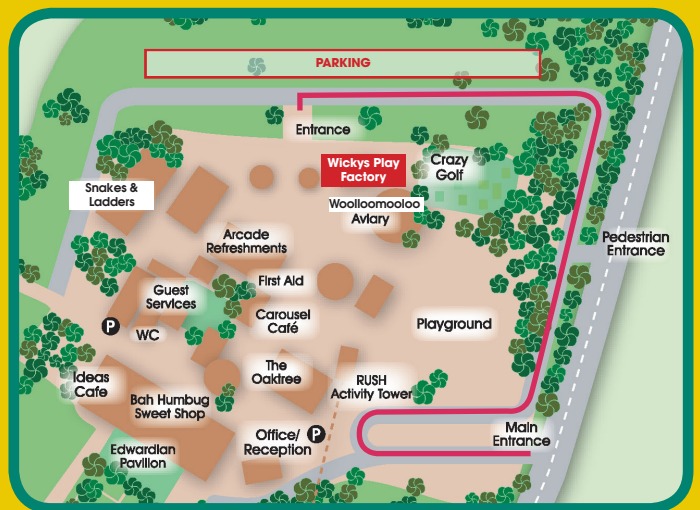 PARKING
Entrance
Wickys Play
Factory
Crazy
Golf
Snakes &
Ladders
Woolloomooloo
Aviary
Arcade
Refreshments
Pedestrian
Entrance
First Aid
Guest
Services
Carousel
Café
Playground
P
WC
The
Oaktree
Ideas
Cafe
RUSH
Activity Tower
Bah Humbug
Sweet Shop
Main
Entrance
Office/
Reception
P
Edwardian
Pavilion